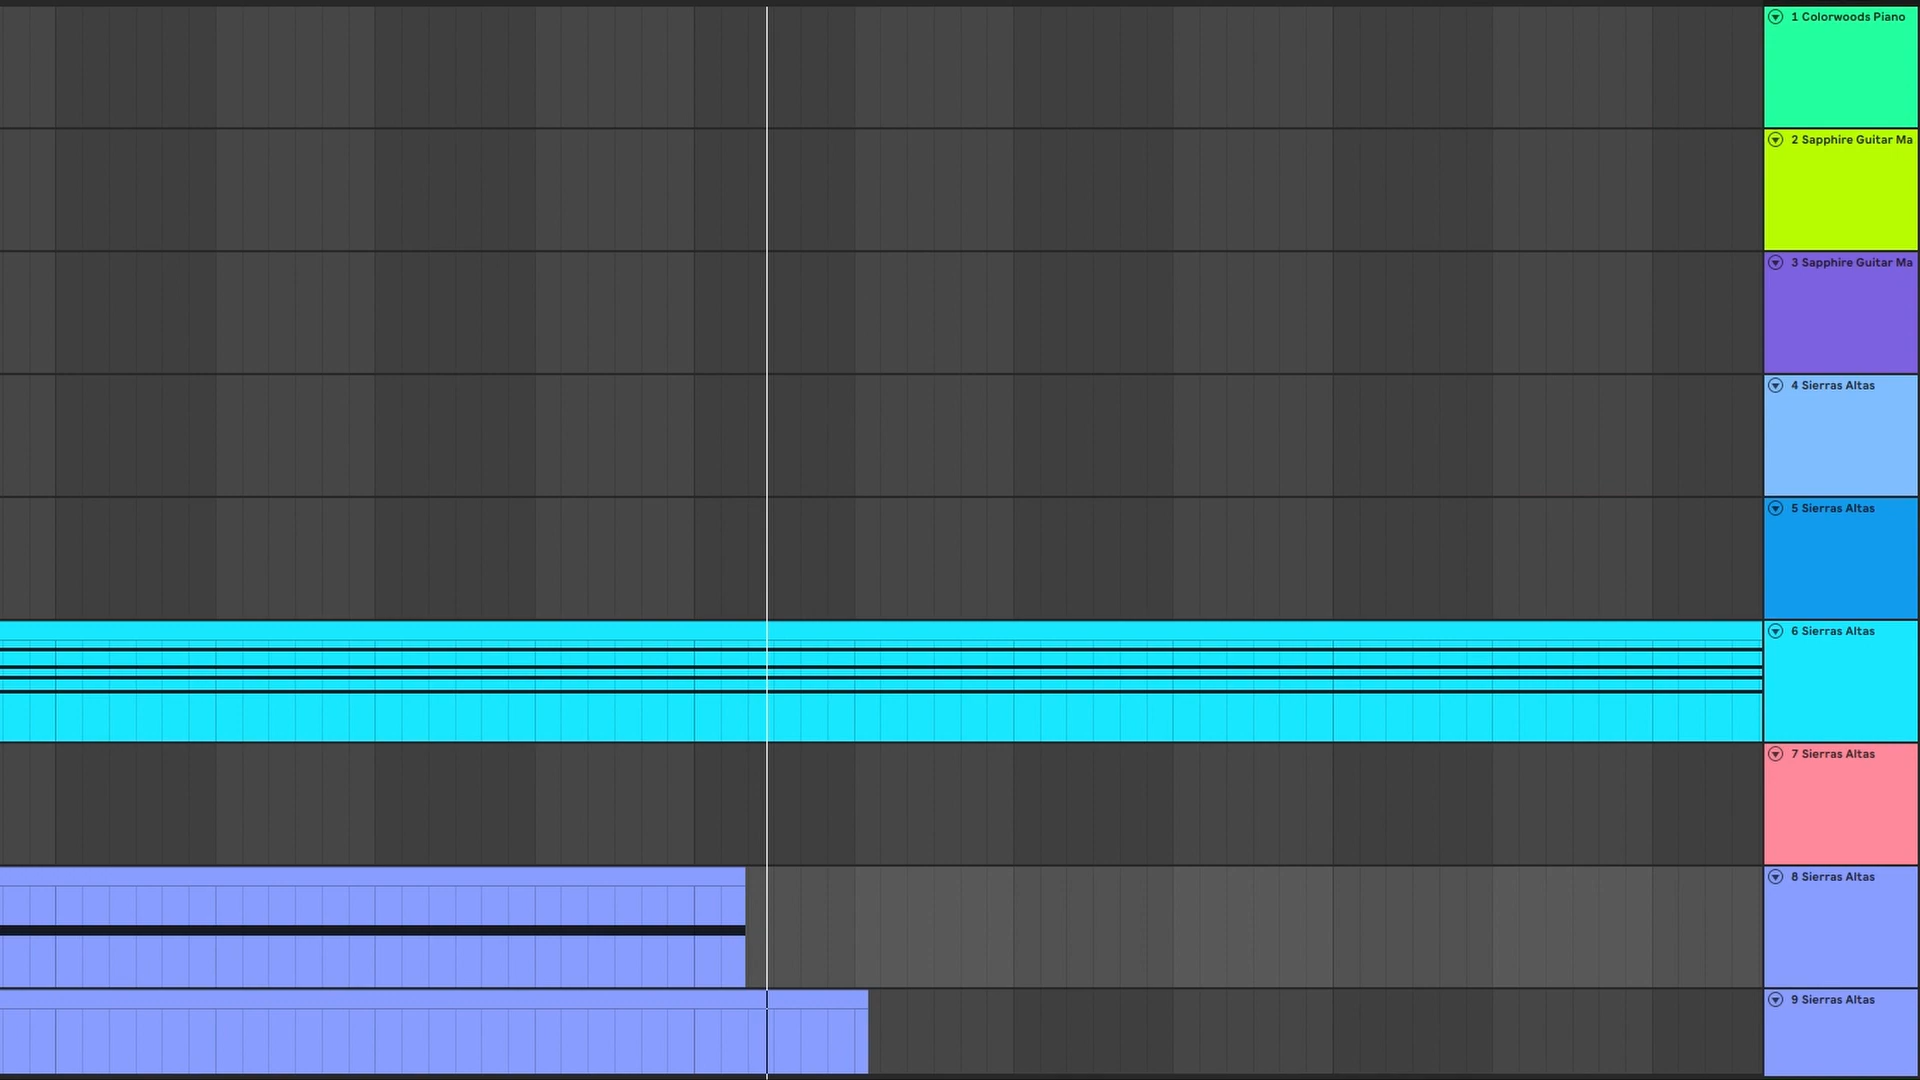 1 Colorwoods Piano
2 Sapphire Guitar Ma
3 Sapphire Guitar Ma
4 Sierras Altas
5 Sierras Altas
6 Sierras Altas
7 Sierras Altas
8 Sierras Altas
9 Sierras Altas